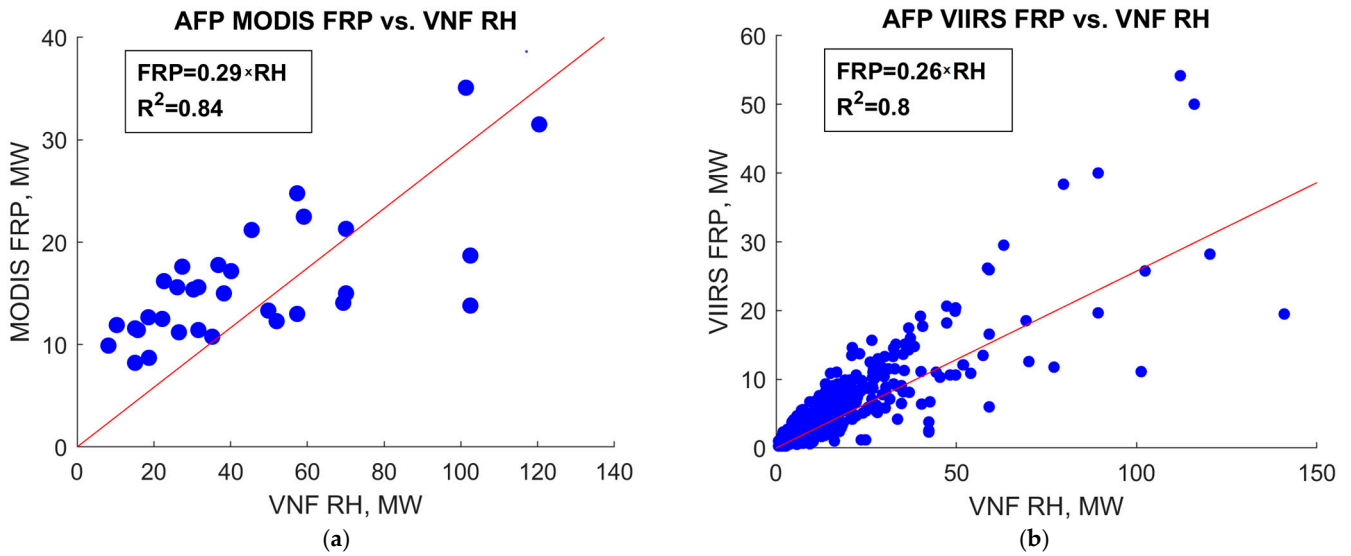 AFP MODIS FRP vs. VNF RH
FRP=0.29×RH
R²=0.84
40
30
20
10
0
MODIS FRP, MW
0 20 40 60 80 100 120 140
VNF RH, MW
(a)
AFP VIIRS FRP vs. VNF RH
FRP=0.26×RH
R²=0.8
60
50
40
30
20
10
0
VIIRS FRP, MW
0 50 100 150
VNF RH, MW
(b)